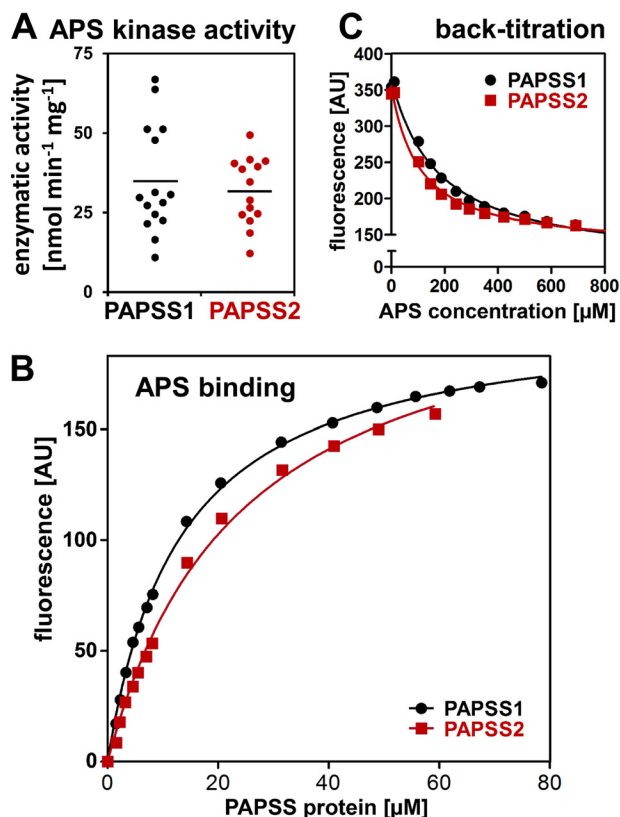 A APS kinase activity
enzymatic activity
[nmol min⁻¹ mg⁻¹]
75
50
25
0
PAPSS1 PAPSS2
C back-titration
fluorescence [AU]
400
350
300
250
200
150
0
PAPSS1
PAPSS2
0 200 400 600 800
APS concentration [µM]
B APS binding
fluorescence [AU]
150
100
50
0
PAPSS1
PAPSS2
0 20 40 60 80
PAPSS protein [µM]